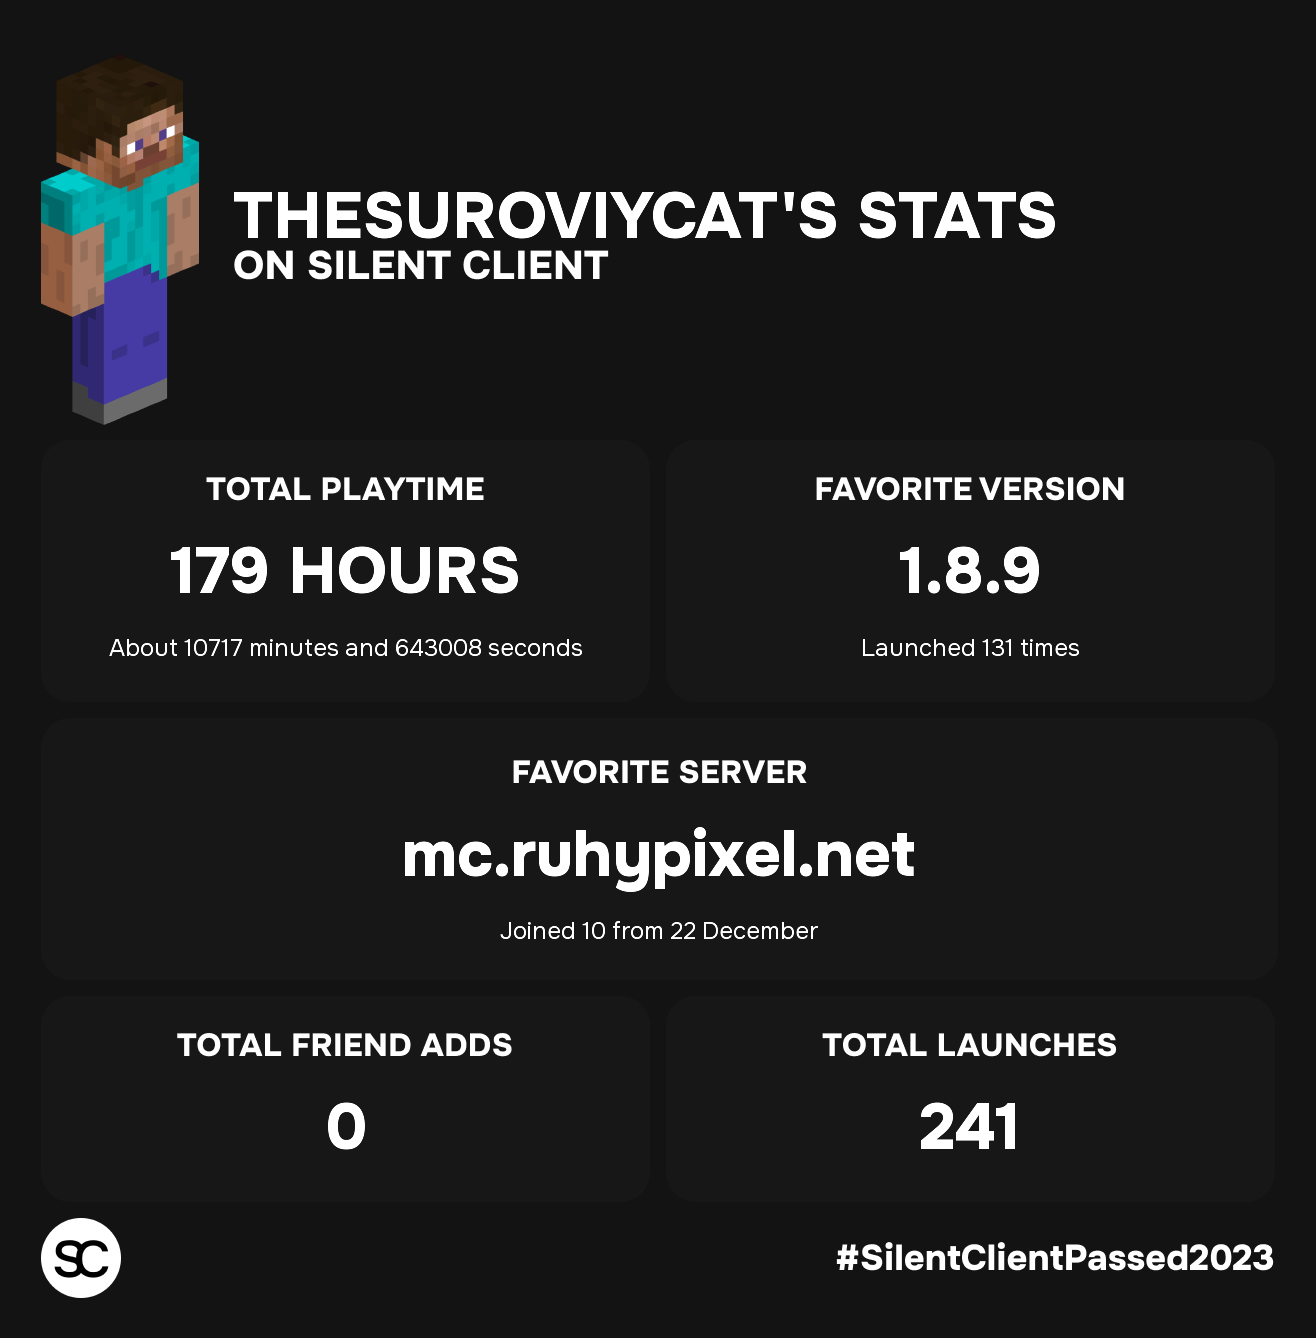 THESUROVIYCAT'S STATS
ON SILENT CLIENT
TOTAL PLAYTIME
179 HOURS
About 10717 minutes and 643008 seconds
FAVORITE VERSION
1.8.9
Launched 131 times
FAVORITE SERVER
mc.ruhypixel.net
Joined 10 from 22 December
TOTAL FRIEND ADDS
0
TOTAL LAUNCHES
241
SC
#SilentClientPassed2023